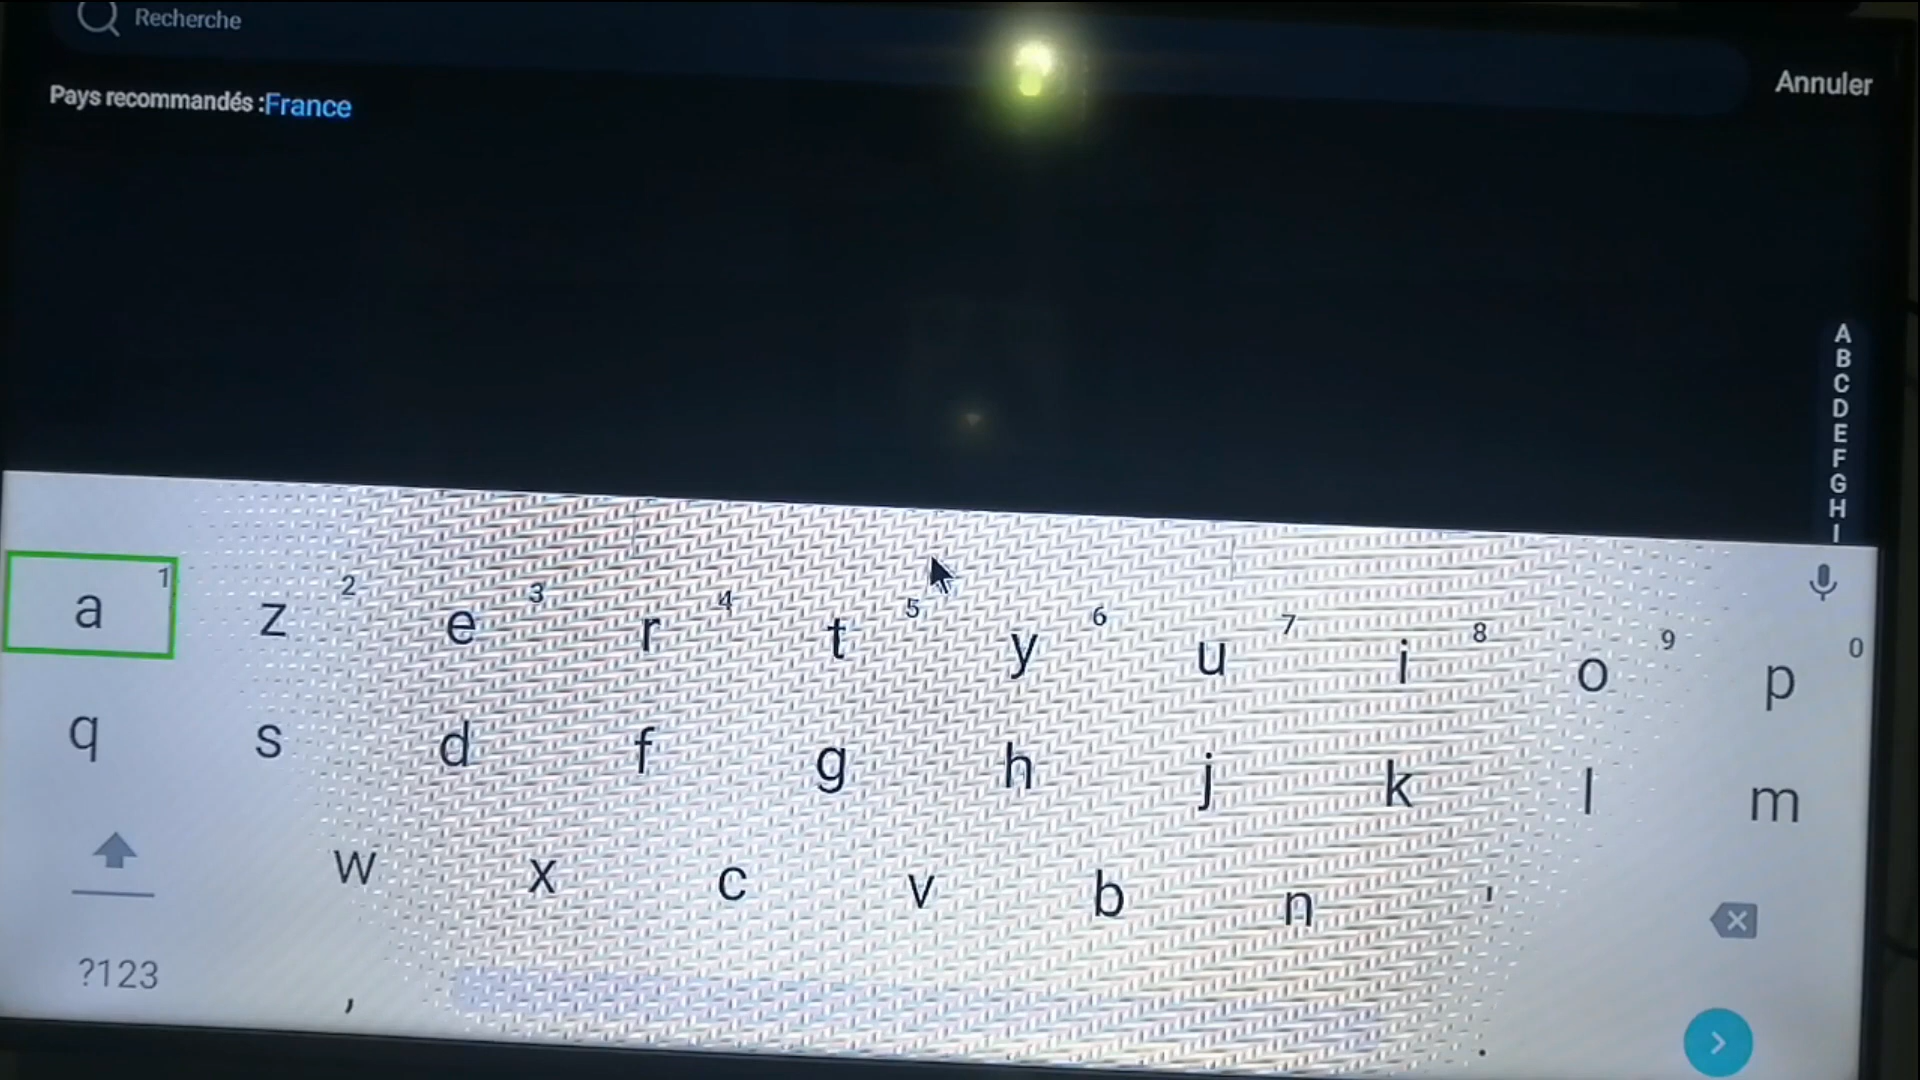 Recherche
Annuler
Pays recommandés :France
A
B
C
D
E
F
G
H
I
a 1 z 2 e 3 r 4 t 5 y 6 u 7 i 8 o 9 p 0
q s d f g h j k l m
w x c v b n '
?123 , .